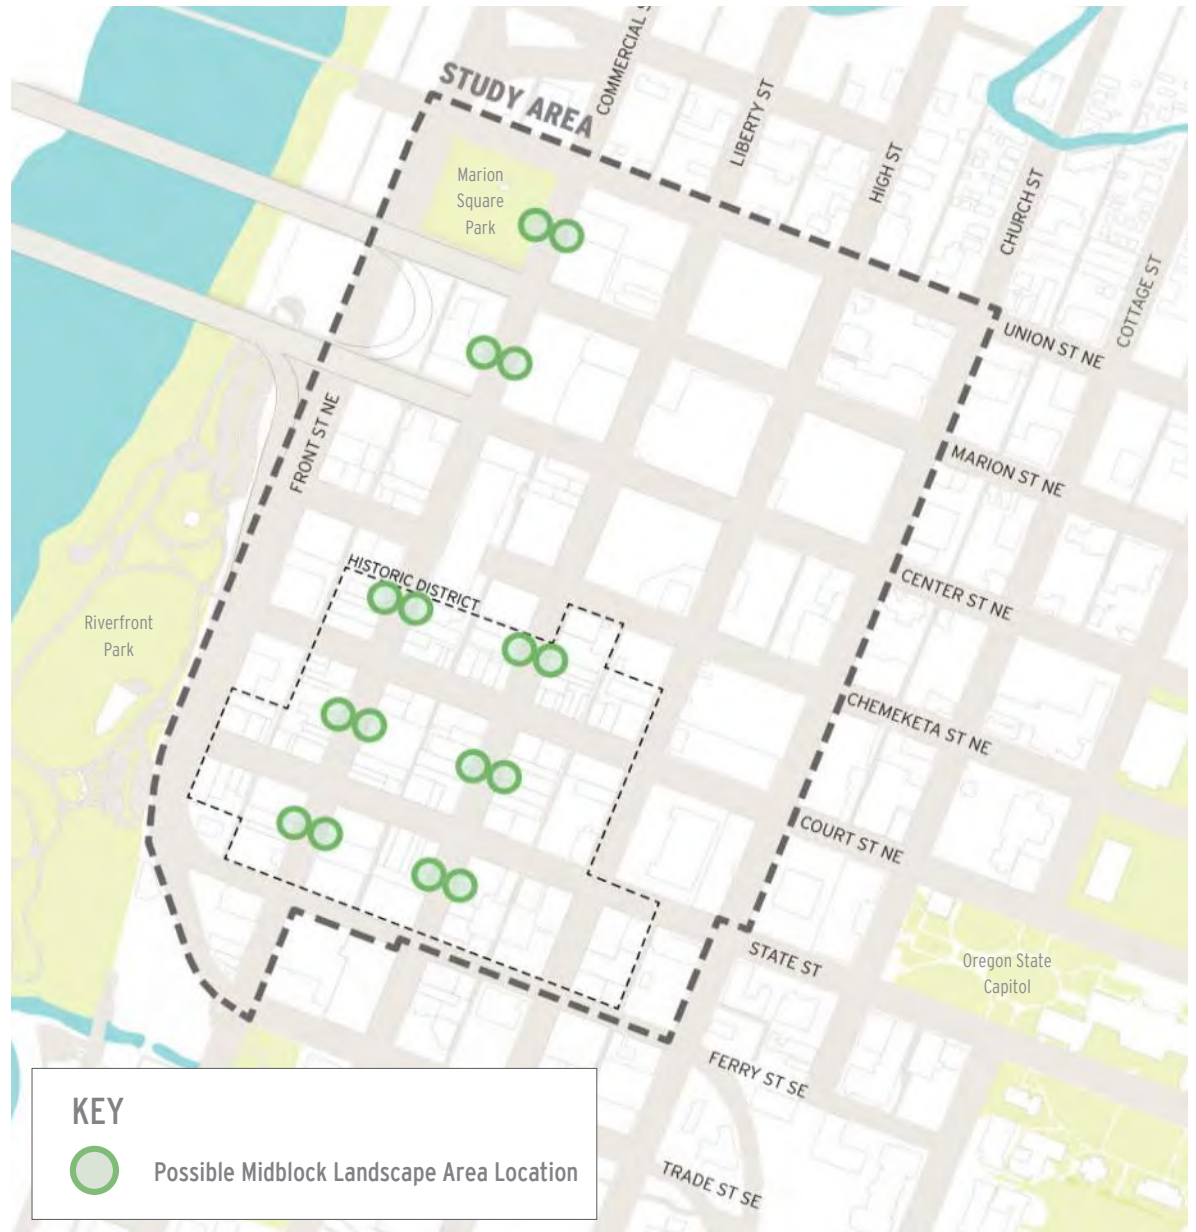 STUDY AREA
COMMERCIAL S
LIBERTY ST
HIGH ST
CHURCH ST
COTTAGE ST
Marion
Square
Park
UNION ST NE
FRONT ST NE
MARION ST NE
HISTORIC DISTRICT
CENTER ST NE
Riverfront
Park
CHEMEKETA ST NE
COURT ST NE
STATE ST
Oregon State
Capitol
FERRY ST SE
TRADE ST SE
KEY
Possible Midblock Landscape Area Location